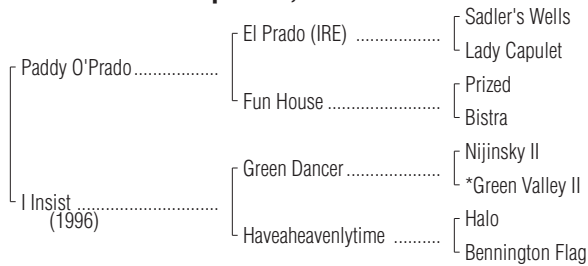 El Prado (IRE) ..................
Sadler's Wells
Lady Capulet
Paddy O'Prado..................
Fun House ........................
Prized
Bistra
Green Dancer....................
Nijinsky II
*Green Valley II
I Insist ..............................
(1996)
Haveaheavenlytime ..........
Halo
Bennington Flag